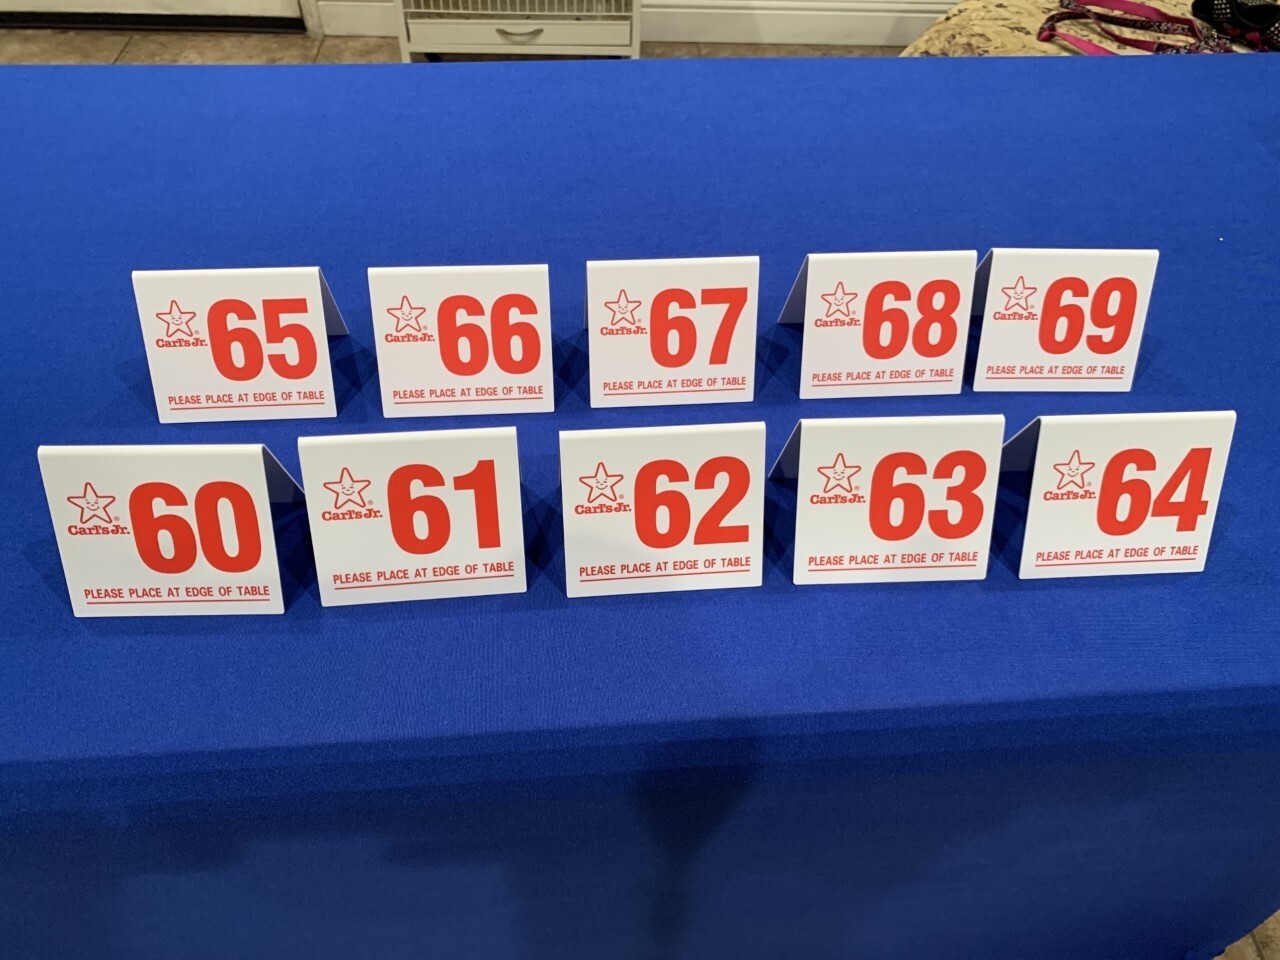 Carl's Jr.® 65
PLEASE PLACE AT EDGE OF TABLE
Carl's Jr.® 66
PLEASE PLACE AT EDGE OF TABLE
Carl's Jr.® 67
PLEASE PLACE AT EDGE OF TABLE
Carl's Jr.® 68
PLEASE PLACE AT EDGE OF TABLE
Carl's Jr.® 69
PLEASE PLACE AT EDGE OF TABLE
Carl's Jr.® 60
PLEASE PLACE AT EDGE OF TABLE
Carl's Jr.® 61
PLEASE PLACE AT EDGE OF TABLE
Carl's Jr.® 62
PLEASE PLACE AT EDGE OF TABLE
Carl's Jr.® 63
PLEASE PLACE AT EDGE OF TABLE
Carl's Jr.® 64
PLEASE PLACE AT EDGE OF TABLE